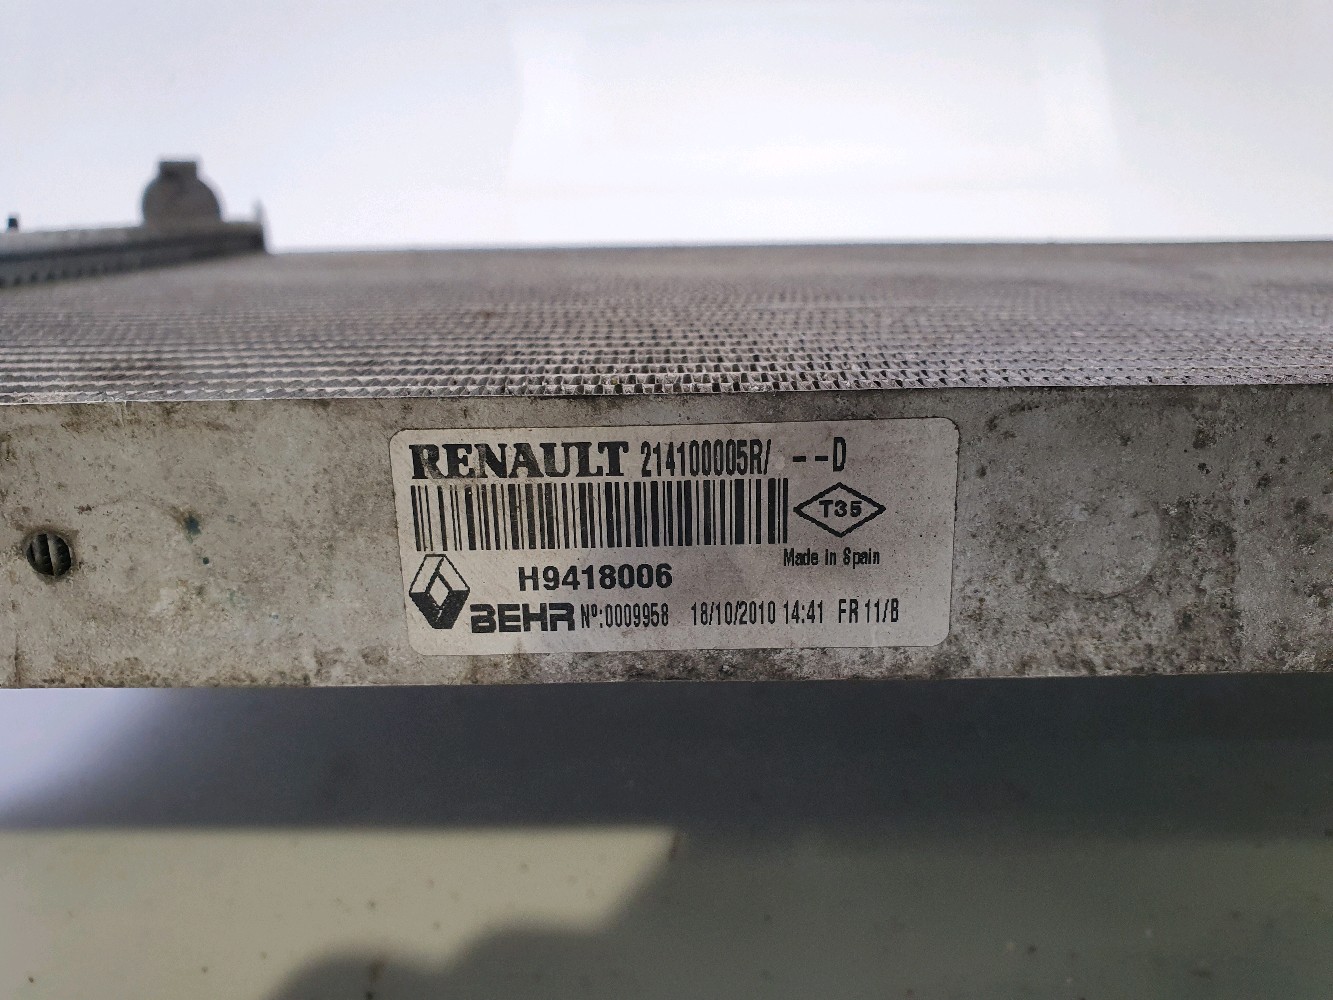 RENAULT 214100005R/ --D
T35
Made in Spain
H9418006
BEHR Nº:0009958 18/10/2010 14:41 FR 11/B